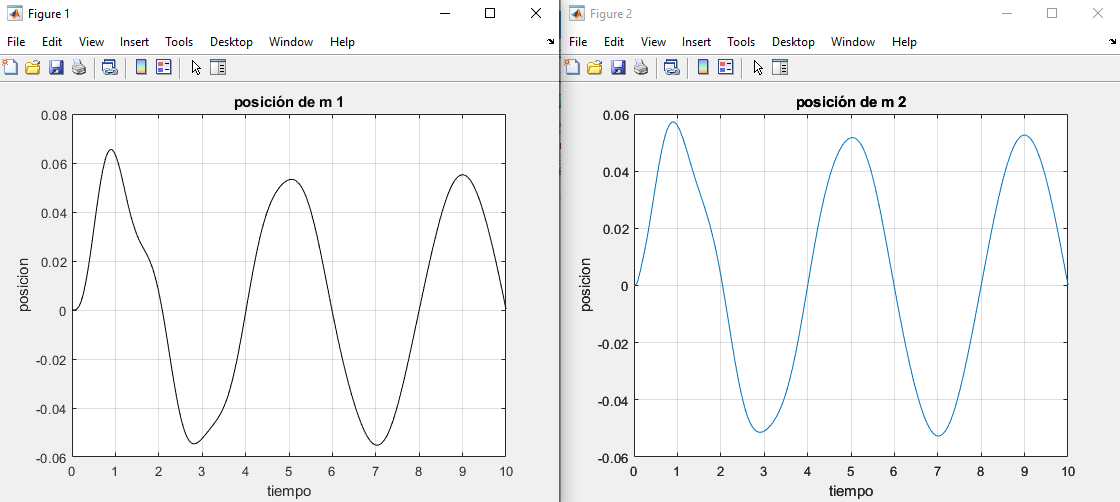 Figure 1
File Edit View Insert Tools Desktop Window Help
posición de m 1
0.08
0.06
0.04
0.02
0
-0.02
-0.04
-0.06
posicion
0 1 2 3 4 5 6 7 8 9 10
tiempo
Figure 2
File Edit View Insert Tools Desktop Window Help
posición de m 2
0.06
0.04
0.02
0
-0.02
-0.04
-0.06
posicion
0 1 2 3 4 5 6 7 8 9 10
tiempo